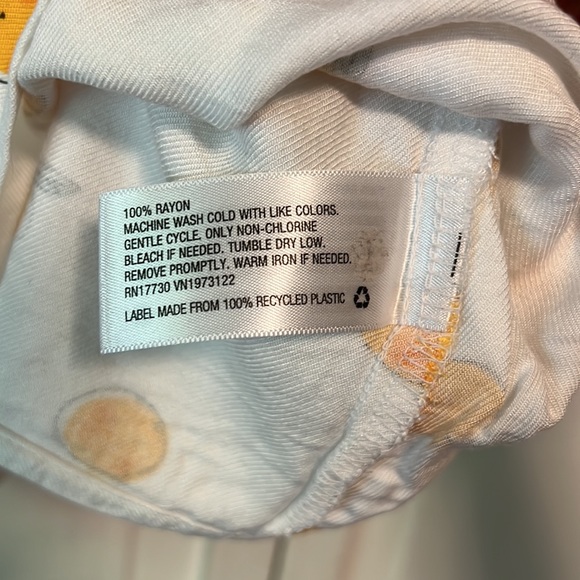 100% RAYON
MACHINE WASH COLD WITH LIKE COLORS.
GENTLE CYCLE. ONLY NON-CHLORINE
BLEACH IF NEEDED. TUMBLE DRY LOW.
REMOVE PROMPTLY. WARM IRON IF NEEDED.
RN17730 VN1973122
LABEL MADE FROM 100% RECYCLED PLASTIC